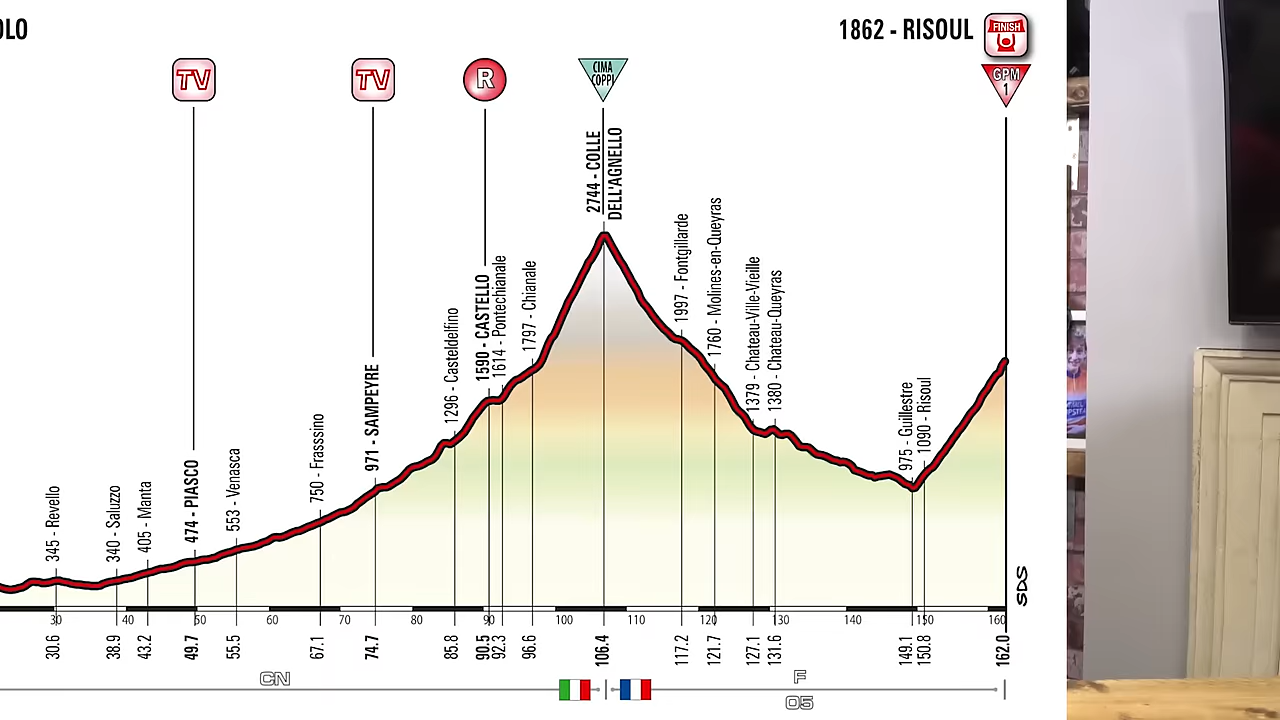 OLO
1862 - RISOUL
FINISH
TV
TV
R
CIMA
COPPI
GPM
1
345 - Revello
340 - Saluzzo
405 - Manta
474 - PIASCO
553 - Venasca
750 - Frasssino
971 - SAMPEYRE
1296 - Casteldelfino
1590 - CASTELLO
1614 - Pontechianale
1797 - Chianale
2744 - COLLE
DELL'AGNELLO
1997 - Fontgillarde
1760 - Molines-en-Queyras
1379 - Chateau-Ville-Vieille
1380 - Chateau-Queyras
975 - Guillestre
1090 - Risoul
SDS
30 40 50 60 70 80 90 100 110 120 130 140 150 160
30.6 38.9 43.2 49.7 55.5 67.1 74.7 85.8 90.5 92.3 96.6 106.4 117.2 121.7 127.1 131.6 149.1 150.8 162.0
CN
F
05